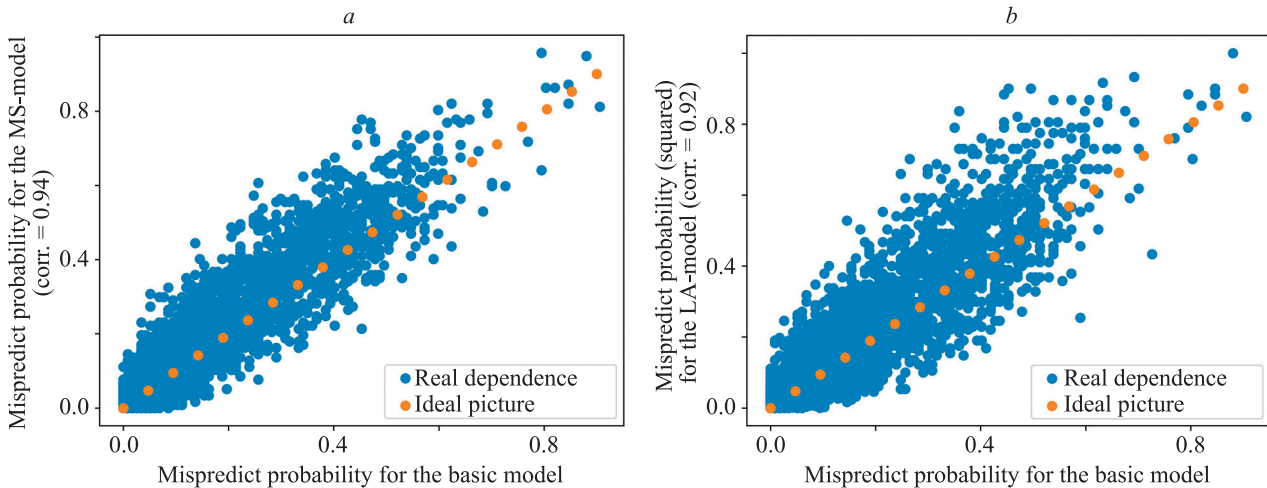 a
Mispredict probability for the MS-model
(corr. = 0.94)
0.8
0.4
0.0
Real dependence
Ideal picture
0.0
0.4
0.8
Mispredict probability for the basic model
b
Mispredict probability (squared)
for the LA-model (corr. = 0.92)
0.8
0.4
0.0
Real dependence
Ideal picture
0.0
0.4
0.8
Mispredict probability for the basic model